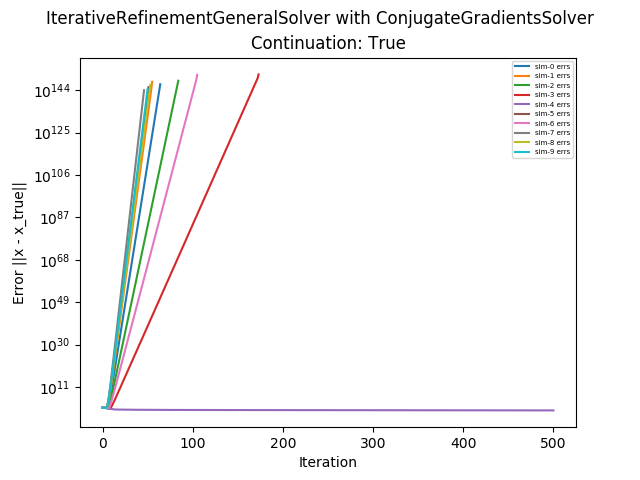 IterativeRefinementGeneralSolver with ConjugateGradientsSolver
Continuation: True
sim-0 errs
sim-1 errs
sim-2 errs
sim-3 errs
sim-4 errs
sim-5 errs
sim-6 errs
sim-7 errs
sim-8 errs
sim-9 errs
Error ||x - x_true||
10^144
10^125
10^106
10^87
10^68
10^49
10^30
10^11
0 100 200 300 400 500
Iteration